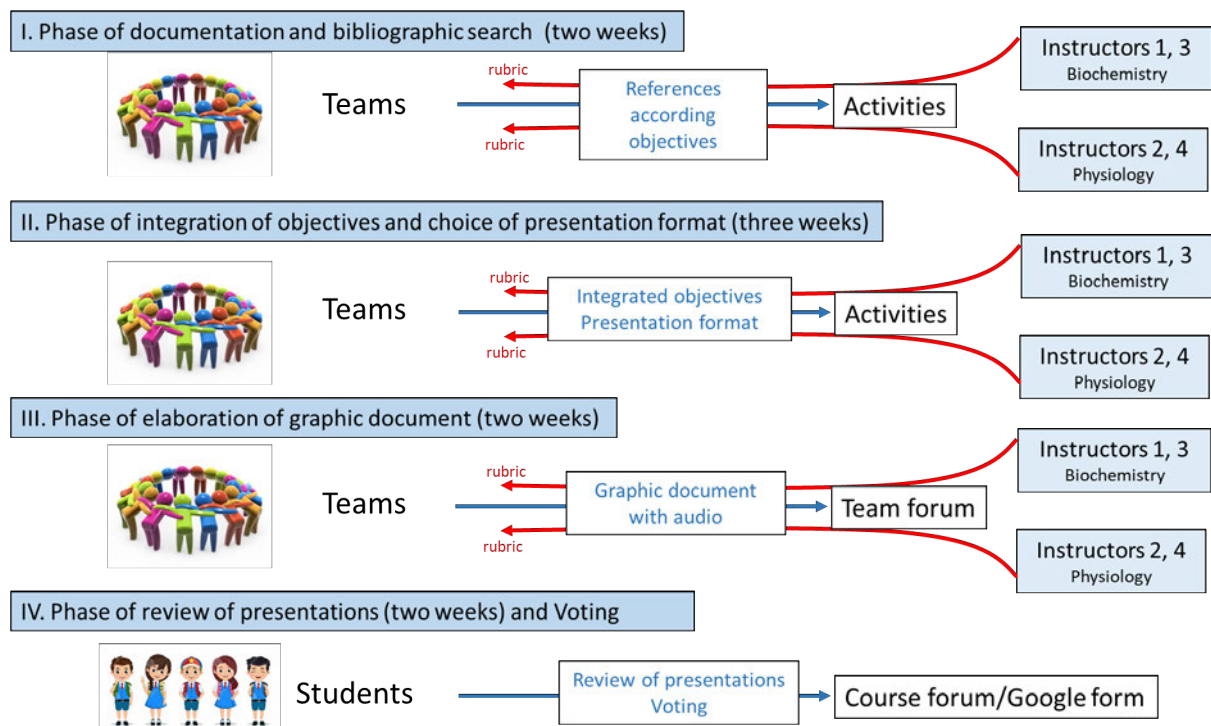 I. Phase of documentation and bibliographic search (two weeks)
Instructors 1, 3
Biochemistry
rubric
Teams
References
according
objectives
Activities
rubric
Instructors 2, 4
Physiology
II. Phase of integration of objectives and choice of presentation format (three weeks)
Instructors 1, 3
Biochemistry
rubric
Teams
Integrated objectives
Presentation format
Activities
rubric
Instructors 2, 4
Physiology
III. Phase of elaboration of graphic document (two weeks)
Instructors 1, 3
Biochemistry
rubric
Teams
Graphic document
with audio
Team forum
rubric
Instructors 2, 4
Physiology
IV. Phase of review of presentations (two weeks) and Voting
Students
Review of presentations
Voting
Course forum/Google form